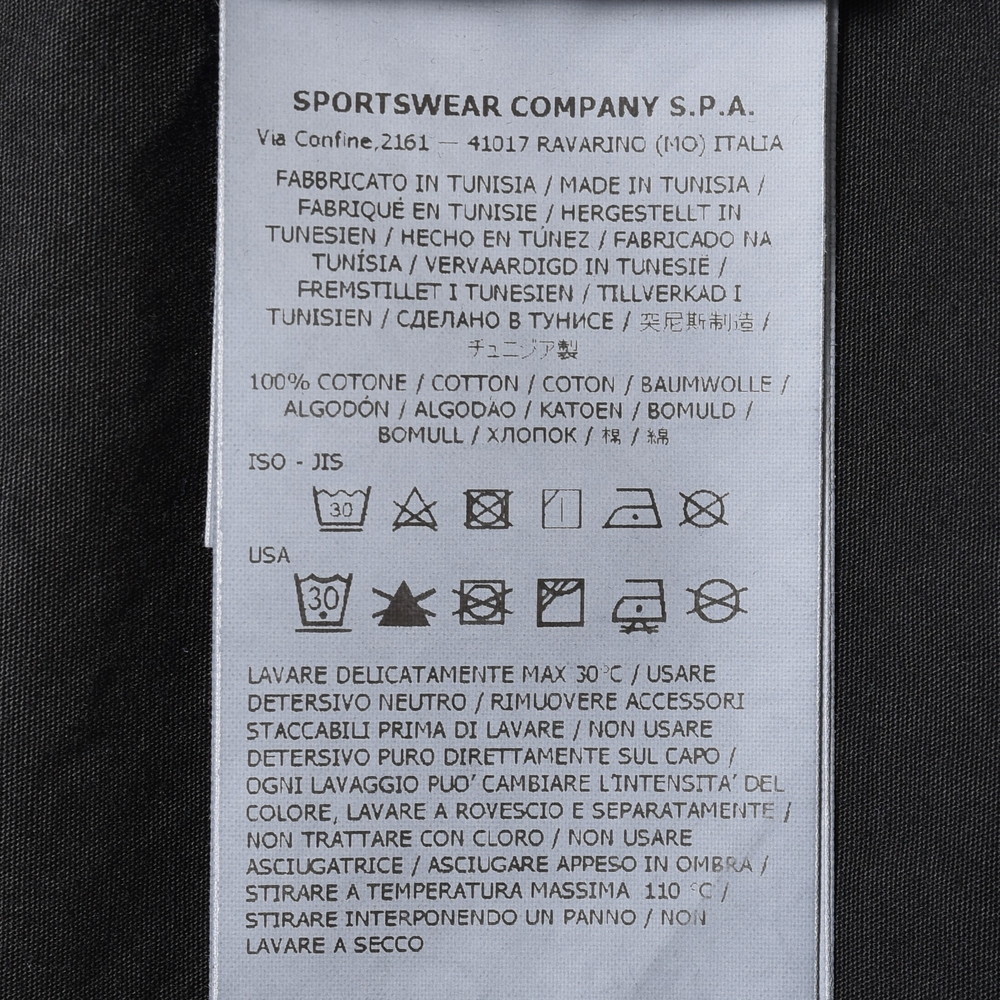 SPORTSWEAR COMPANY S.P.A.
Via Confine,2161 — 41017 RAVARINO (MO) ITALIA
FABBRICATO IN TUNISIA / MADE IN TUNISIA /
FABRIQUÉ EN TUNISIE / HERGESTELLT IN
TUNESIEN / HECHO EN TÚNEZ / FABRICADO NA
TUNÍSIA / VERVAARDIGD IN TUNESIË /
FREMSTILLET I TUNESIEN / TILLVERKAD I
TUNISIEN / СДЕЛАНО В ТУНИСЕ / 突尼斯制造 /
チュニジア製
100% COTONE / COTTON / COTON / BAUMWOLLE /
ALGODÓN / ALGODÃO / KATOEN / BOMULD /
BOMULL / ХЛОПОК / 棉 / 綿
ISO - JIS
30
USA
30
LAVARE DELICATAMENTE MAX 30°C / USARE
DETERSIVO NEUTRO / RIMUOVERE ACCESSORI
STACCABILI PRIMA DI LAVARE / NON USARE
DETERSIVO PURO DIRETTAMENTE SUL CAPO /
OGNI LAVAGGIO PUO' CAMBIARE L'INTENSITA' DEL
COLORE, LAVARE A ROVESCIO E SEPARATAMENTE /
NON TRATTARE CON CLORO / NON USARE
ASCIUGATRICE / ASCIUGARE APPESO IN OMBRA /
STIRARE A TEMPERATURA MASSIMA 110 °C /
STIRARE INTERPONENDO UN PANNO / NON
LAVARE A SECCO